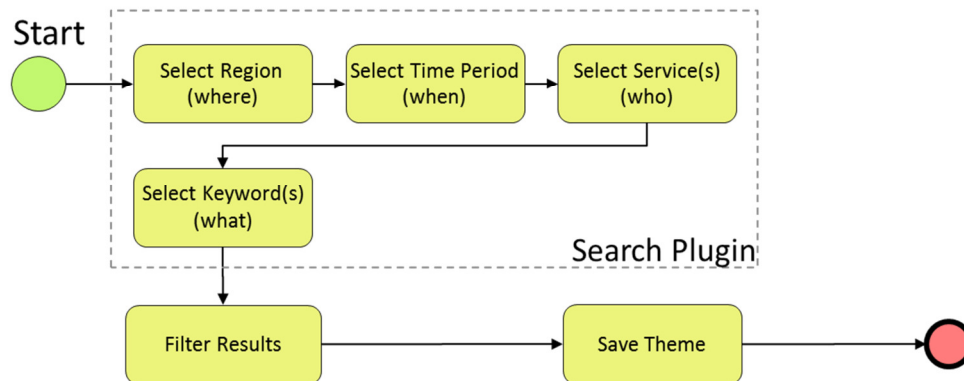 Start
Select Region
(where)
Select Time Period
(when)
Select Service(s)
(who)
Select Keyword(s)
(what)
Search Plugin
Filter Results
Save Theme